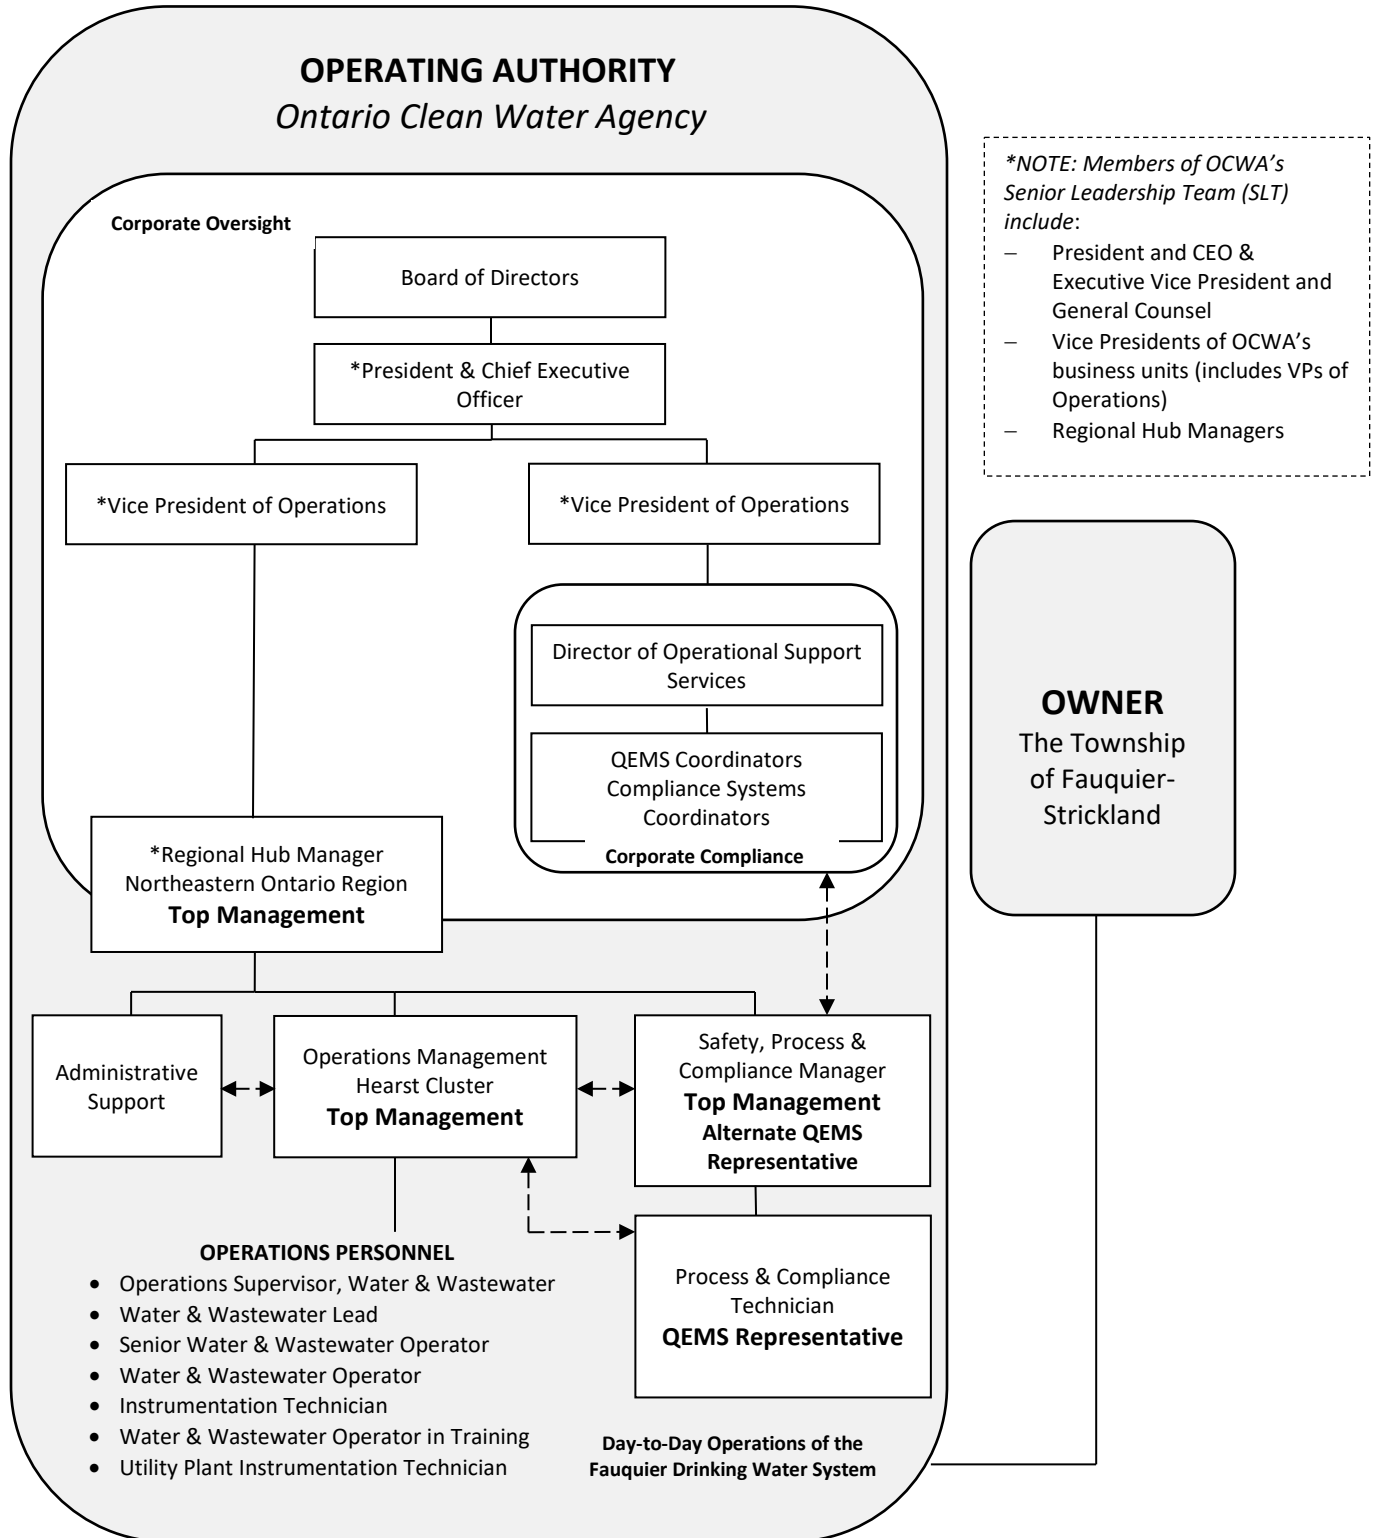 OPERATING AUTHORITY
Ontario Clean Water Agency
*NOTE: Members of OCWA's
Senior Leadership Team (SLT)
include:
– President and CEO &
Executive Vice President and
General Counsel
– Vice Presidents of OCWA's
business units (includes VPs of
Operations)
– Regional Hub Managers
Corporate Oversight
Board of Directors
*President & Chief Executive
Officer
*Vice President of Operations
*Vice President of Operations
Director of Operational Support
Services
QEMS Coordinators
Compliance Systems
Coordinators
Corporate Compliance
OWNER
The Township
of Fauquier-
Strickland
*Regional Hub Manager
Northeastern Ontario Region
Top Management
Administrative
Support
Operations Management
Hearst Cluster
Top Management
Safety, Process &
Compliance Manager
Top Management
Alternate QEMS
Representative
Process & Compliance
Technician
QEMS Representative
OPERATIONS PERSONNEL
• Operations Supervisor, Water & Wastewater
• Water & Wastewater Lead
• Senior Water & Wastewater Operator
• Water & Wastewater Operator
• Instrumentation Technician
• Water & Wastewater Operator in Training
• Utility Plant Instrumentation Technician
Day-to-Day Operations of the
Fauquier Drinking Water System